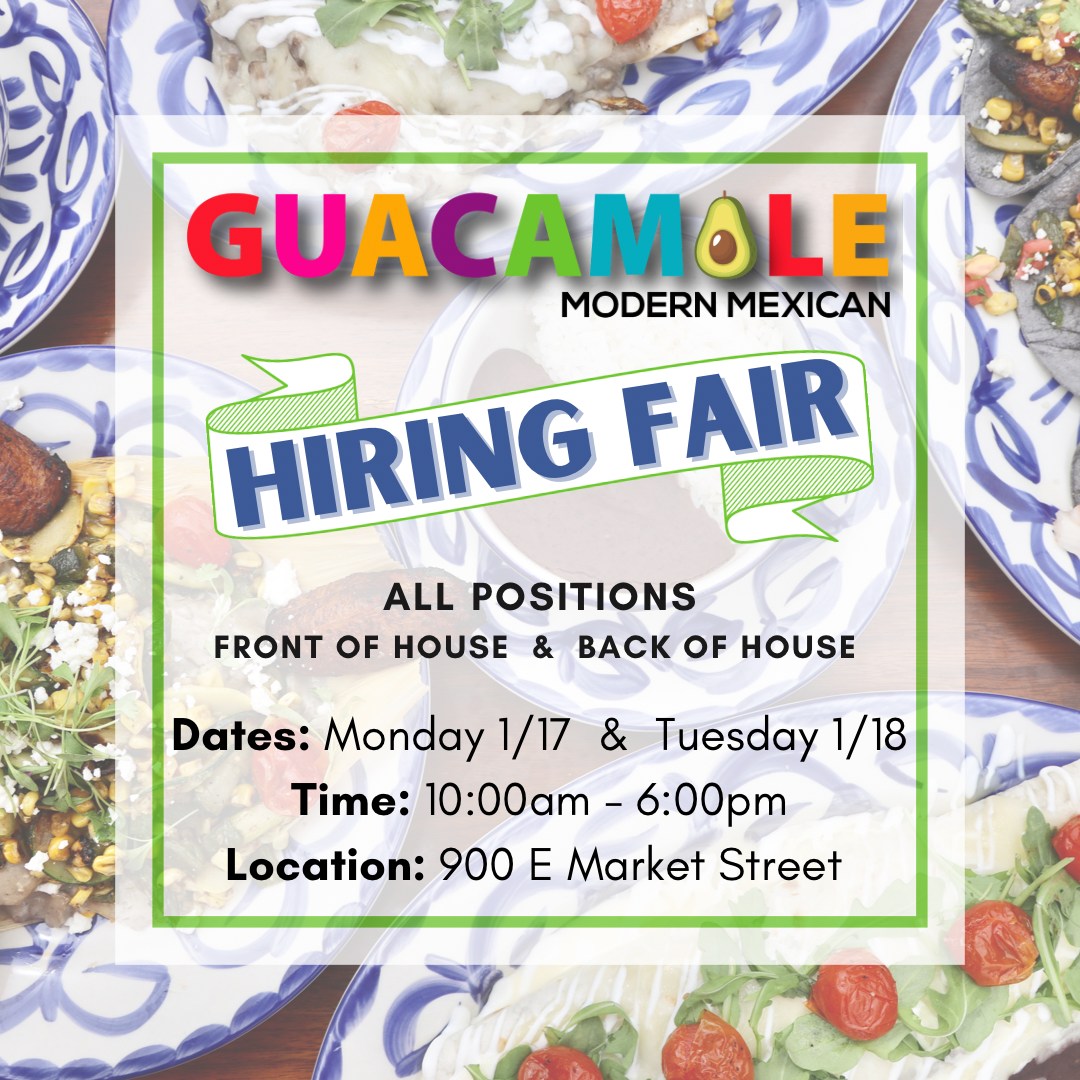 GUACAMOLE
MODERN MEXICAN
HIRING FAIR
ALL POSITIONS
FRONT OF HOUSE & BACK OF HOUSE
Dates: Monday 1/17 & Tuesday 1/18
Time: 10:00am - 6:00pm
Location: 900 E Market Street